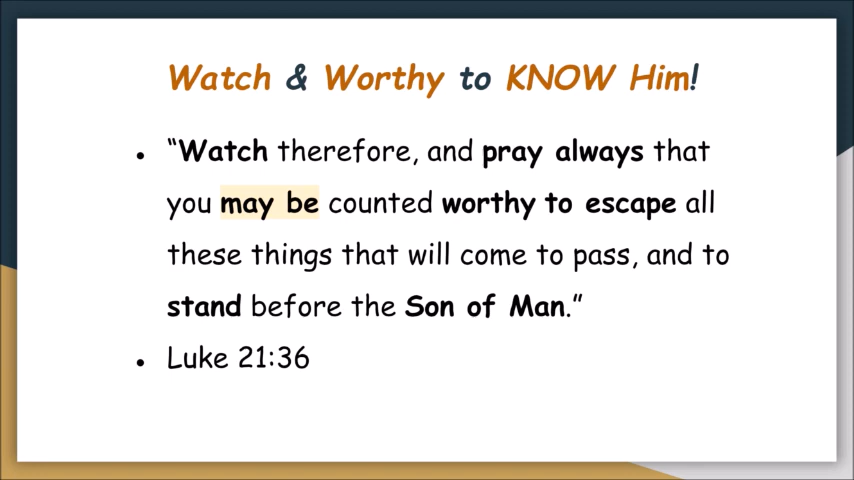 Watch & Worthy to KNOW Him!
● “Watch therefore, and pray always that
you may be counted worthy to escape all
these things that will come to pass, and to
stand before the Son of Man.”
● Luke 21:36